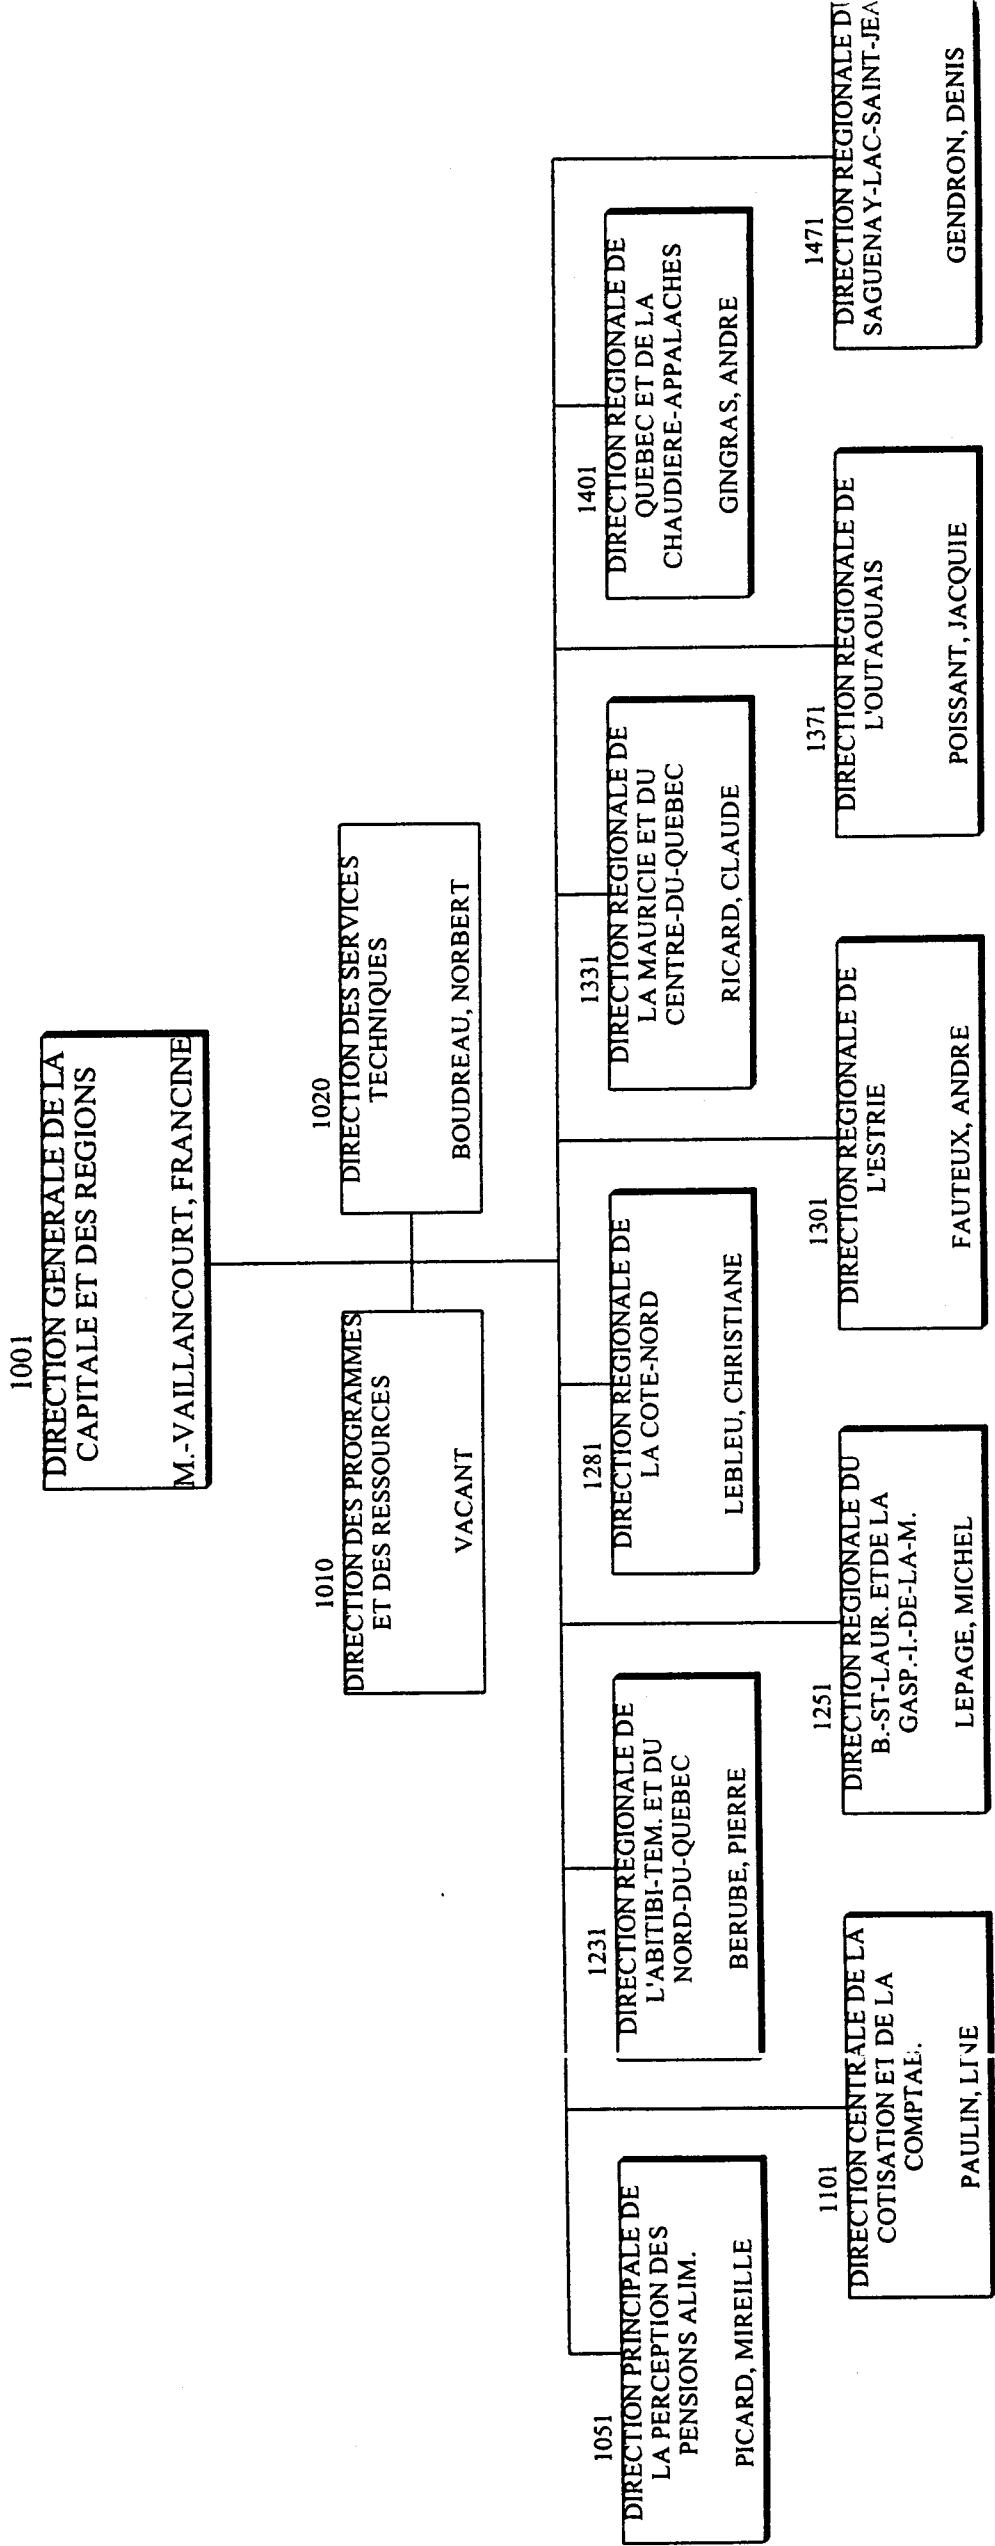 1001
DIRECTION GENERALE DE LA
CAPITALE ET DES REGIONS
M.-VAILLANCOURT, FRANCINE
1010
DIRECTION DES PROGRAMMES
ET DES RESSOURCES
VACANT
1020
DIRECTION DES SERVICES
TECHNIQUES
BOUDREAU, NORBERT
1051
DIRECTION PRINCIPALE DE
LA PERCEPTION DES
PENSIONS ALIM.
PICARD, MIREILLE
1231
DIRECTION REGIONALE DE
L'ABITIBI-TEM. ET DU
NORD-DU-QUEBEC
BERUBE, PIERRE
1281
DIRECTION REGIONALE DE
LA COTE-NORD
LEBLEU, CHRISTIANE
1331
DIRECTION REGIONALE DE
LA MAURICIE ET DU
CENTRE-DU-QUEBEC
RICARD, CLAUDE
1401
DIRECTION REGIONALE DE
QUEBEC ET DE LA
CHAUDIERE-APPALACHES
GINGRAS, ANDRE
1101
DIRECTION CENTRALE DE LA
COTISATION ET DE LA
COMPTAB.
PAULIN, LINE
1251
DIRECTION REGIONALE DU
B.-ST-LAUR. ETDE LA
GASP.-I.-DE-LA-M.
LEPAGE, MICHEL
1301
DIRECTION REGIONALE DE
L'ESTRIE
FAUTEUX, ANDRE
1371
DIRECTION REGIONALE DE
L'OUTAOUAIS
POISSANT, JACQUIE
1471
DIRECTION REGIONALE DU
SAGUENAY-LAC-SAINT-JEA
GENDRON, DENIS